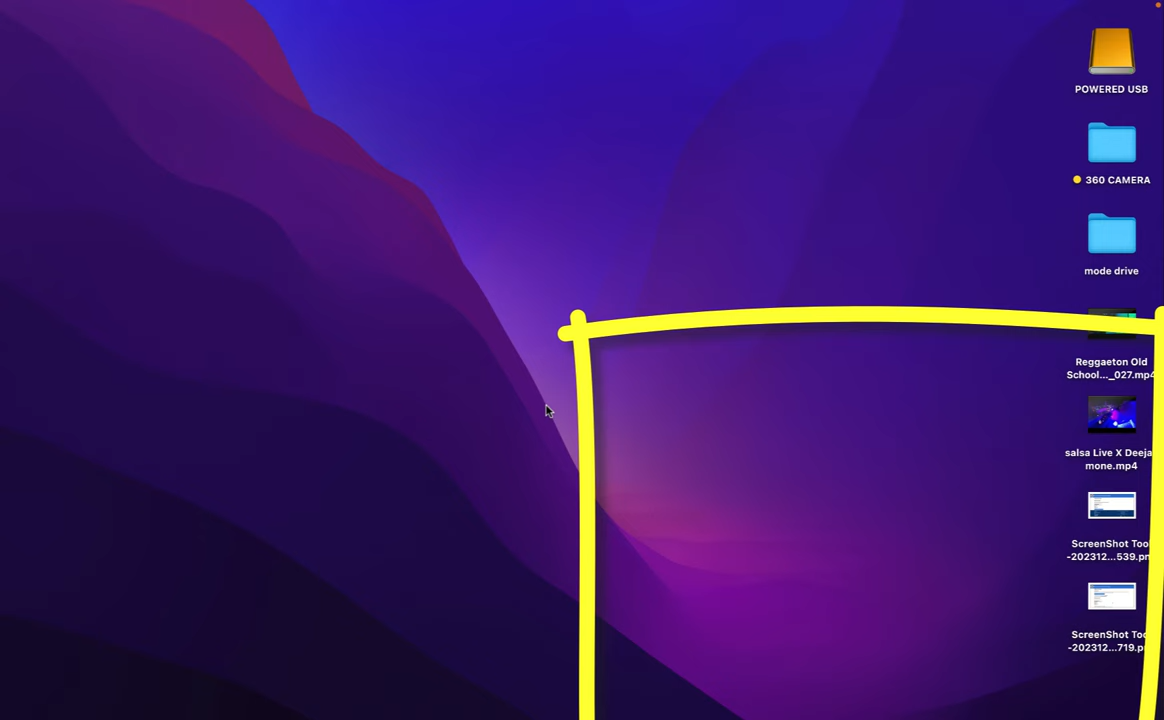 POWERED USB
360 CAMERA
mode drive
Reggaeton Old
School..._027.mp4
salsa Live X Deeja
mone.mp4
ScreenShot Tool
-202312...539.pn
ScreenShot Too
-202312...719.pn